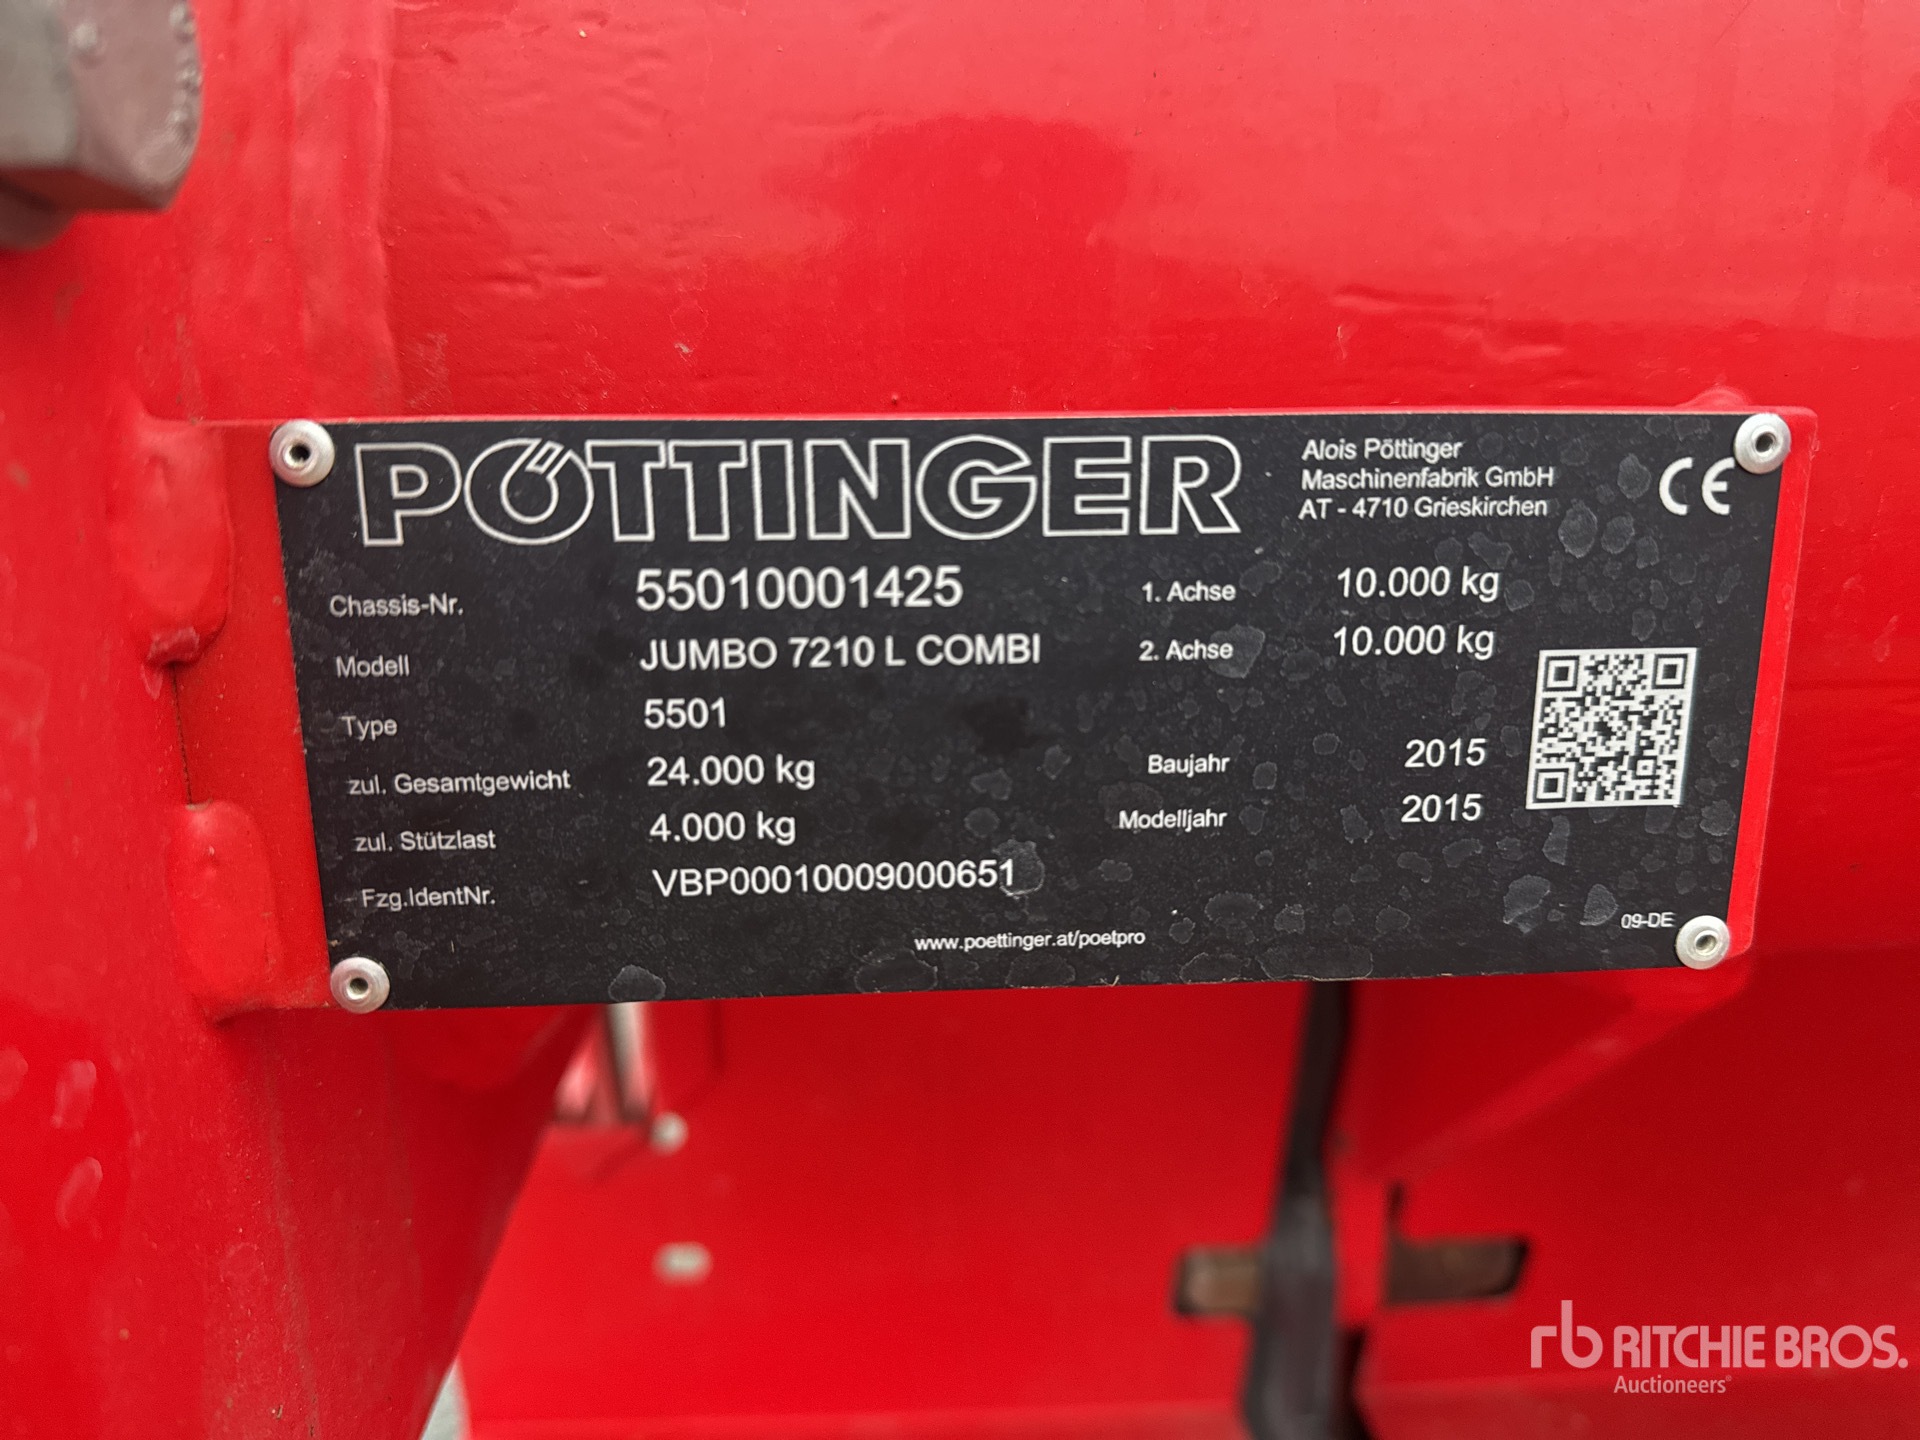 PÖTTINGER
Alois Pöttinger
Maschinenfabrik GmbH
AT - 4710 Grieskirchen
CE
Chassis-Nr. 55010001425
1. Achse 10.000 kg
Modell JUMBO 7210 L COMBI
2. Achse 10.000 kg
Type 5501
zul. Gesamtgewicht 24.000 kg
Baujahr 2015
zul. Stützlast 4.000 kg
Modelljahr 2015
Fzg.IdentNr. VBP00010009000651
www.poettinger.at/poetpro
09-DE
rb RITCHIE BROS.
Auctioneers®